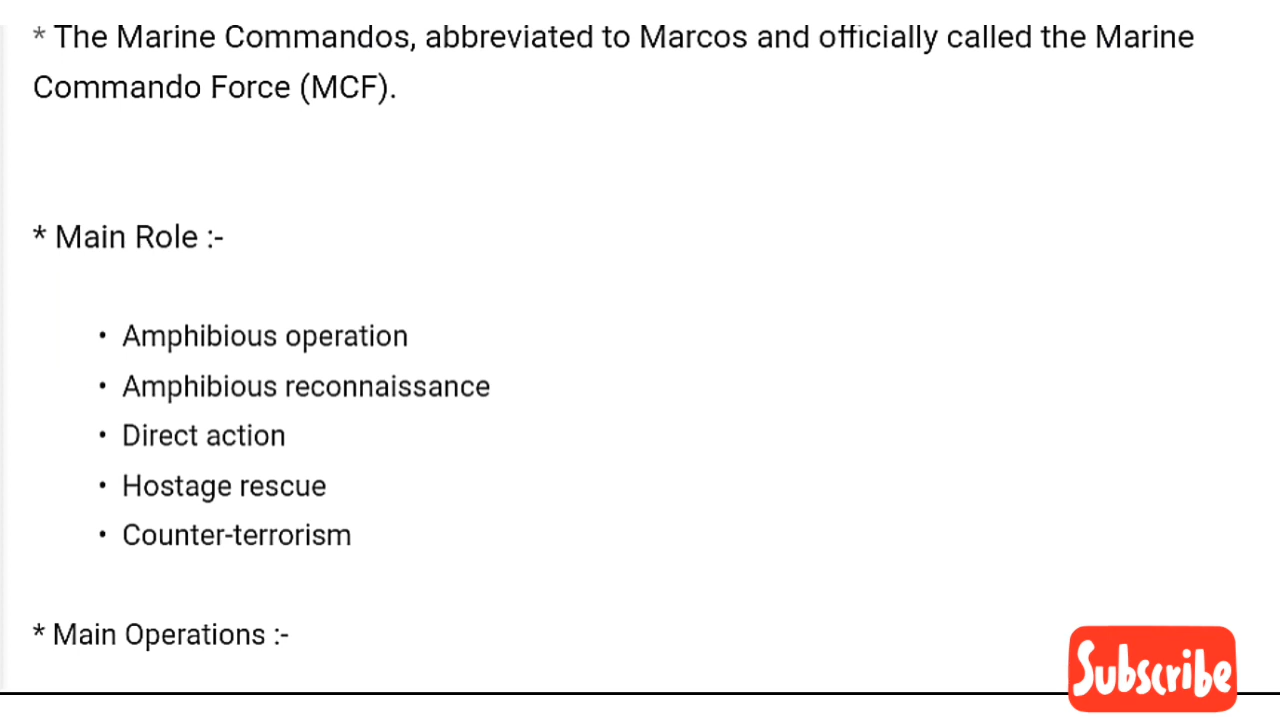 * The Marine Commandos, abbreviated to Marcos and officially called the Marine
Commando Force (MCF).
* Main Role :-
• Amphibious operation
• Amphibious reconnaissance
• Direct action
• Hostage rescue
• Counter-terrorism
* Main Operations :-
Subscribe